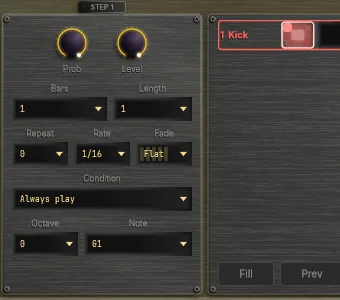 STEP 1
Prob Level
1 Kick
Bars Length
1 1
Repeat Rate Fade
0 1/16 Flat
Condition
Always play
Octave Note
0 G1
Fill Prev